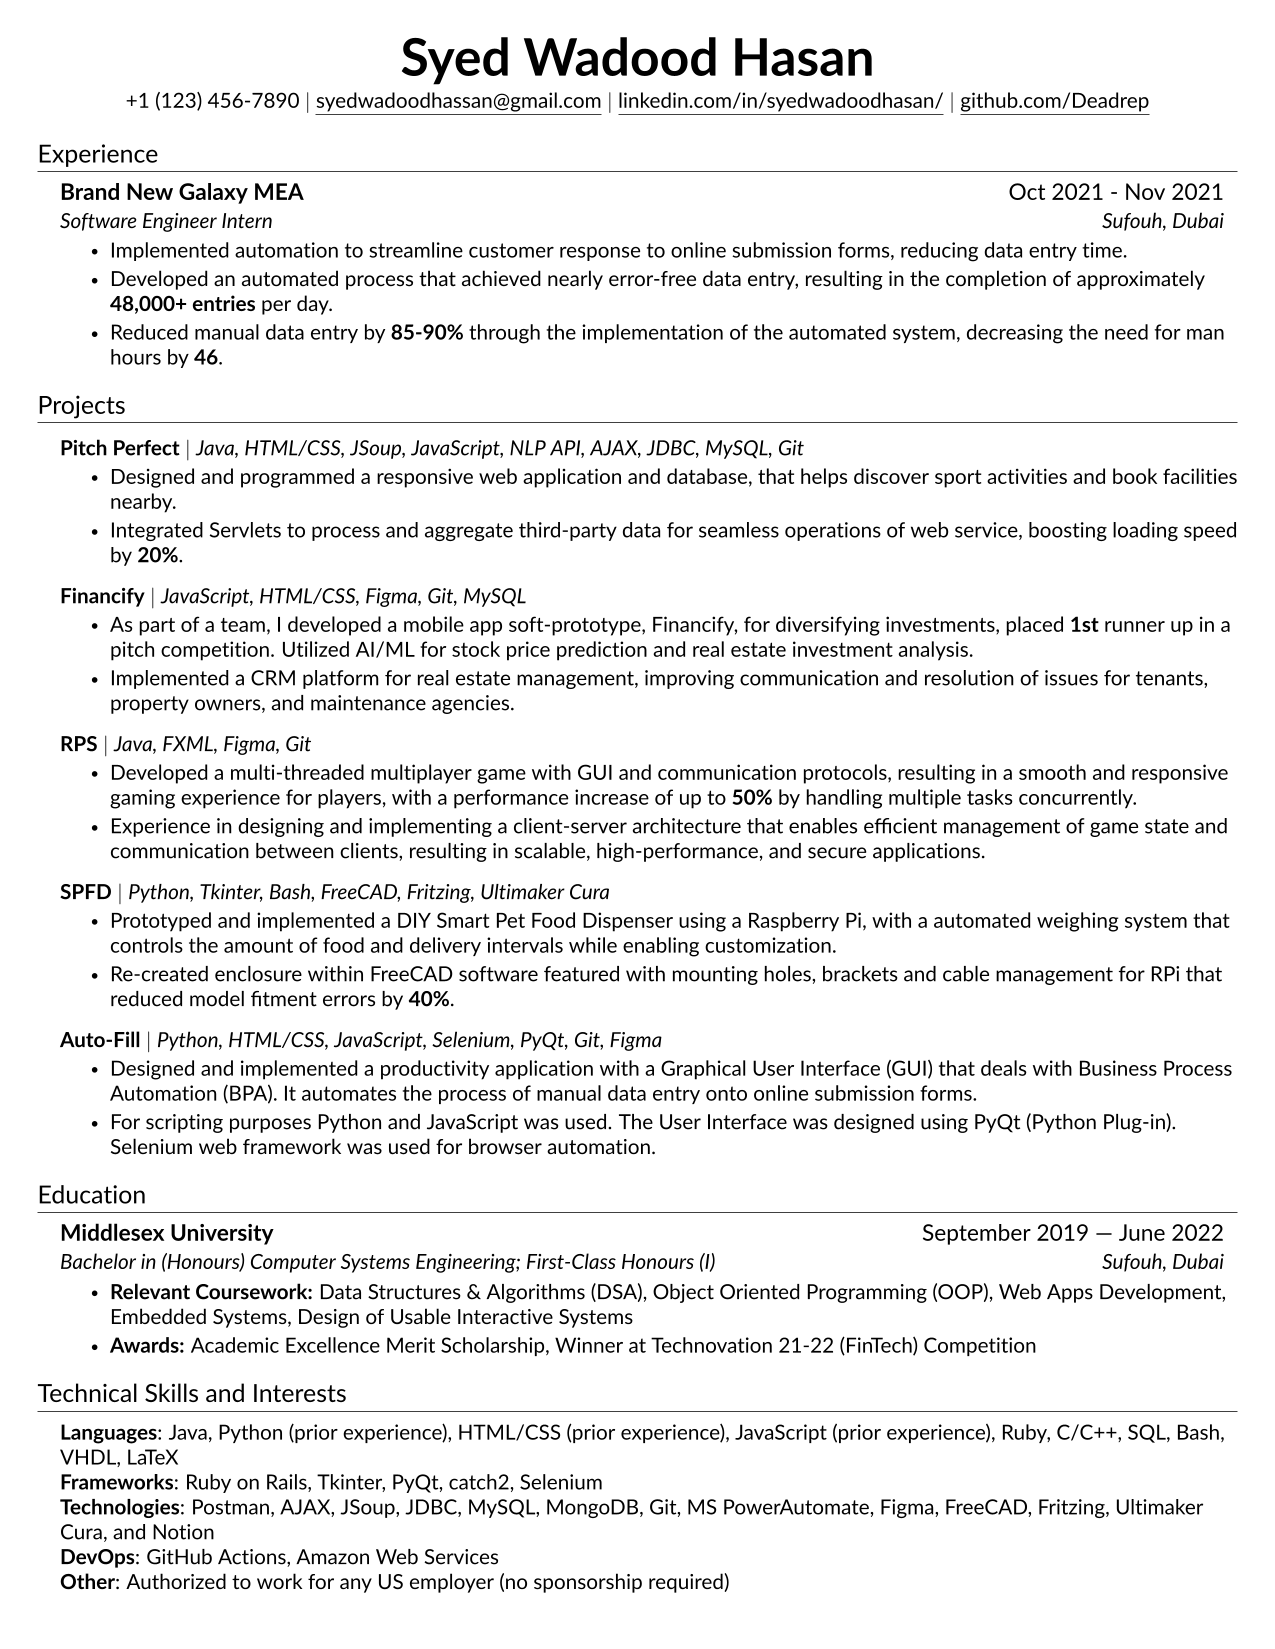 Syed Wadood Hasan
+1 (123) 456-7890 | syedwadoodhassan@gmail.com | linkedin.com/in/syedwadoodhasan/ | github.com/Deadrep
Experience
Brand New Galaxy MEA Oct 2021 - Nov 2021
Software Engineer Intern Sufouh, Dubai
• Implemented automation to streamline customer response to online submission forms, reducing data entry time.
• Developed an automated process that achieved nearly error-free data entry, resulting in the completion of approximately
48,000+ entries per day.
• Reduced manual data entry by 85-90% through the implementation of the automated system, decreasing the need for man
hours by 46.
Projects
Pitch Perfect | Java, HTML/CSS, JSoup, JavaScript, NLP API, AJAX, JDBC, MySQL, Git
• Designed and programmed a responsive web application and database, that helps discover sport activities and book facilities
nearby.
• Integrated Servlets to process and aggregate third-party data for seamless operations of web service, boosting loading speed
by 20%.
Financify | JavaScript, HTML/CSS, Figma, Git, MySQL
• As part of a team, I developed a mobile app soft-prototype, Financify, for diversifying investments, placed 1st runner up in a
pitch competition. Utilized AI/ML for stock price prediction and real estate investment analysis.
• Implemented a CRM platform for real estate management, improving communication and resolution of issues for tenants,
property owners, and maintenance agencies.
RPS | Java, FXML, Figma, Git
• Developed a multi-threaded multiplayer game with GUI and communication protocols, resulting in a smooth and responsive
gaming experience for players, with a performance increase of up to 50% by handling multiple tasks concurrently.
• Experience in designing and implementing a client-server architecture that enables efficient management of game state and
communication between clients, resulting in scalable, high-performance, and secure applications.
SPFD | Python, Tkinter, Bash, FreeCAD, Fritzing, Ultimaker Cura
• Prototyped and implemented a DIY Smart Pet Food Dispenser using a Raspberry Pi, with a automated weighing system that
controls the amount of food and delivery intervals while enabling customization.
• Re-created enclosure within FreeCAD software featured with mounting holes, brackets and cable management for RPi that
reduced model fitment errors by 40%.
Auto-Fill | Python, HTML/CSS, JavaScript, Selenium, PyQt, Git, Figma
• Designed and implemented a productivity application with a Graphical User Interface (GUI) that deals with Business Process
Automation (BPA). It automates the process of manual data entry onto online submission forms.
• For scripting purposes Python and JavaScript was used. The User Interface was designed using PyQt (Python Plug-in).
Selenium web framework was used for browser automation.
Education
Middlesex University September 2019 — June 2022
Bachelor in (Honours) Computer Systems Engineering; First-Class Honours (I) Sufouh, Dubai
• Relevant Coursework: Data Structures & Algorithms (DSA), Object Oriented Programming (OOP), Web Apps Development,
Embedded Systems, Design of Usable Interactive Systems
• Awards: Academic Excellence Merit Scholarship, Winner at Technovation 21-22 (FinTech) Competition
Technical Skills and Interests
Languages: Java, Python (prior experience), HTML/CSS (prior experience), JavaScript (prior experience), Ruby, C/C++, SQL, Bash,
VHDL, LaTeX
Frameworks: Ruby on Rails, Tkinter, PyQt, catch2, Selenium
Technologies: Postman, AJAX, JSoup, JDBC, MySQL, MongoDB, Git, MS PowerAutomate, Figma, FreeCAD, Fritzing, Ultimaker
Cura, and Notion
DevOps: GitHub Actions, Amazon Web Services
Other: Authorized to work for any US employer (no sponsorship required)